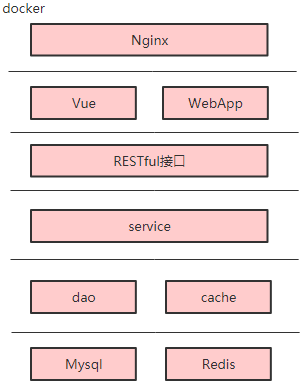 docker
Nginx
Vue
WebApp
RESTful接口
service
dao
cache
Mysql
Redis